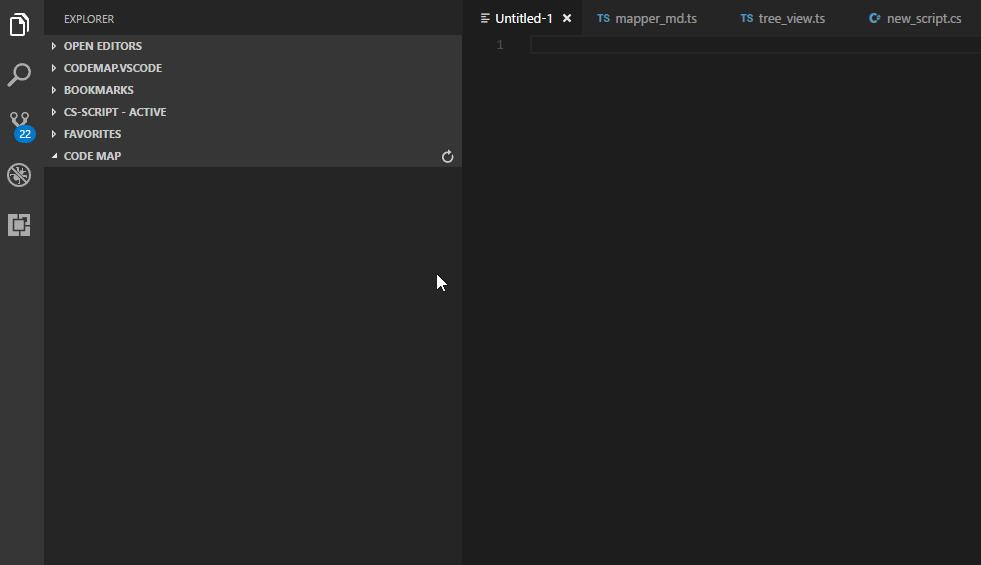 EXPLORER
OPEN EDITORS
CODEMAP.VSCODE
BOOKMARKS
CS-SCRIPT - ACTIVE
FAVORITES
CODE MAP
22
Untitled-1 TS mapper_md.ts TS tree_view.ts C# new_script.cs
1